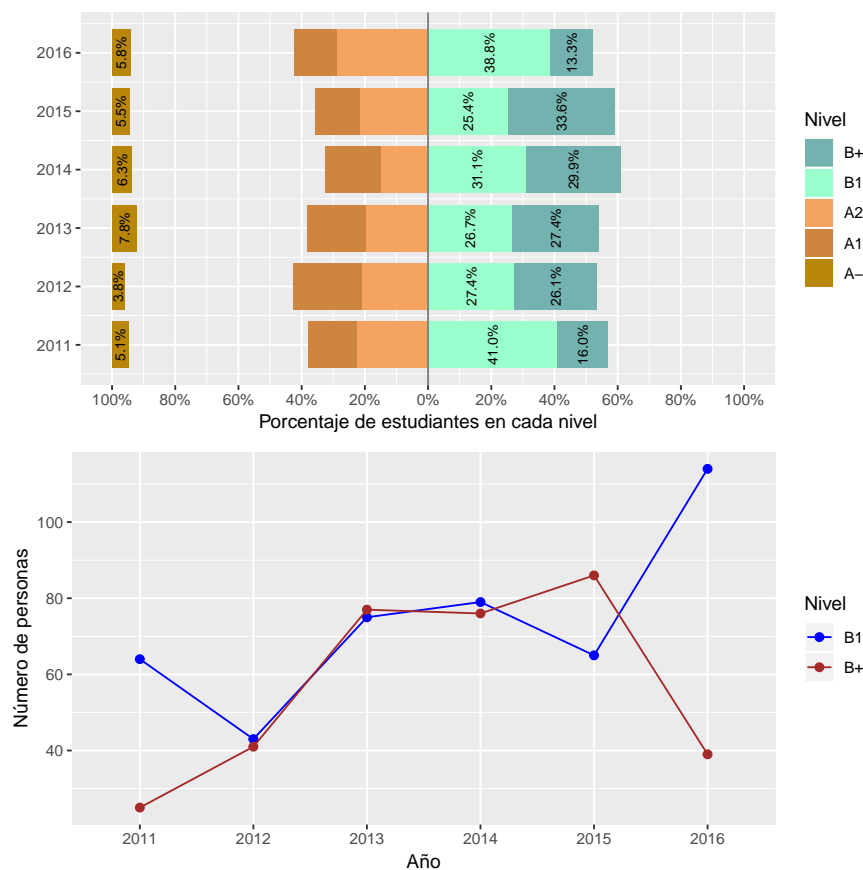 2016
5.8%
38.8%
13.3%
2015
5.5%
25.4%
33.6%
2014
6.3%
31.1%
29.9%
2013
7.8%
26.7%
27.4%
2012
3.8%
27.4%
26.1%
2011
5.1%
41.0%
16.0%
100% 80% 60% 40% 20% 0% 20% 40% 60% 80% 100%
Porcentaje de estudiantes en cada nivel
Nivel
B+
B1
A2
A1
A−
Número de personas
100
80
60
40
2011 2012 2013 2014 2015 2016
Año
Nivel
B1
B+